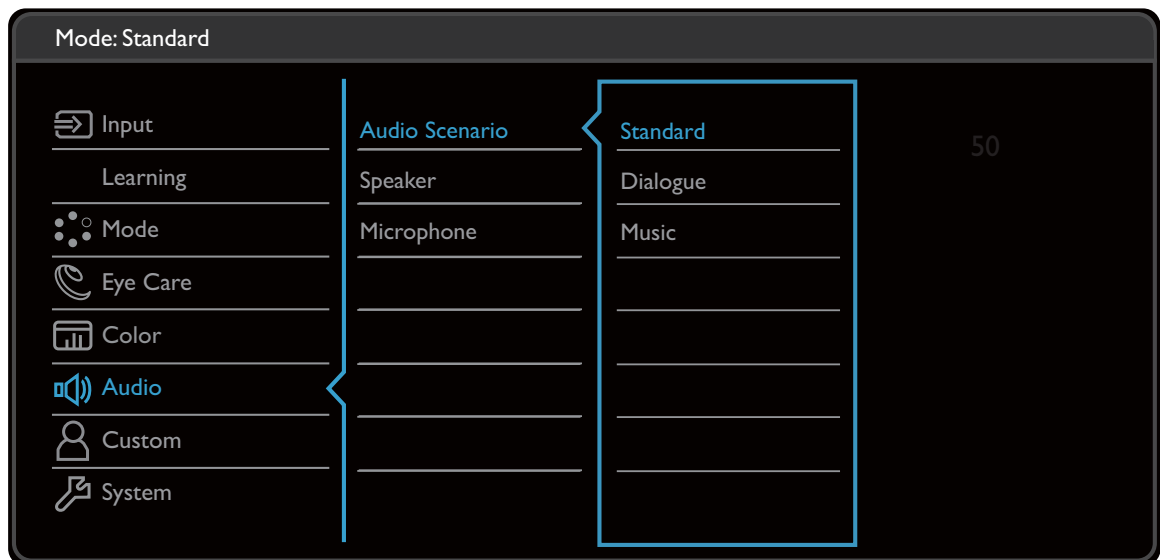 Mode: Standard
Input
Learning
Mode
Eye Care
Color
Audio
Custom
System
Audio Scenario
Speaker
Microphone
Standard
Dialogue
Music
50